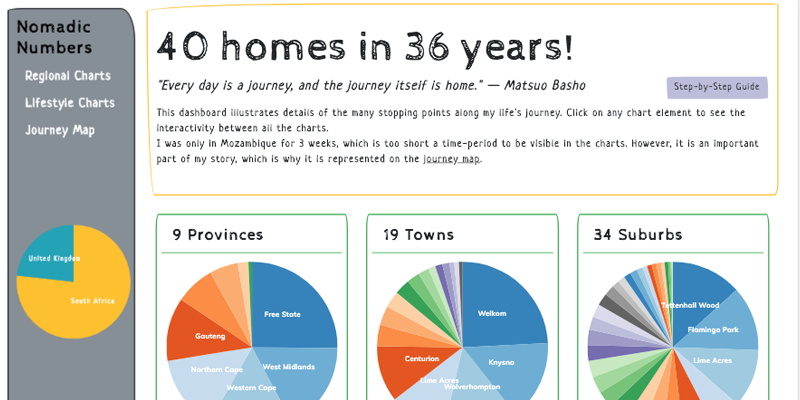 Nomadic
Numbers
Regional Charts
Lifestyle Charts
Journey Map
United Kingdom
South Africa
40 homes in 36 years!
"Every day is a journey, and the journey itself is home." — Matsuo Basho
Step-by-Step Guide
This dashboard illustrates details of the many stopping points along my life's journey. Click on any chart element to see the
interactivity between all the charts.
I was only in Mozambique for 3 weeks, which is too short a time-period to be visible in the charts. However, it is an important
part of my story, which is why it is represented on the journey map.
9 Provinces
Free State
Gauteng
West Midlands
Northern Cape
Western Cape
19 Towns
Welkom
Centurion
Knysna
Lime Acres
Wolverhampton
34 Suburbs
Tettenhall Wood
Flamingo Park
Lime Acres